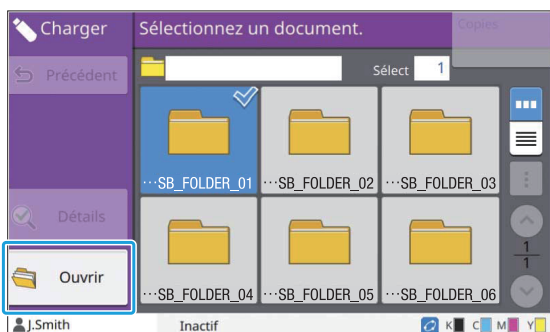 Charger
Sélectionnez un document.
Copies
Précédent
Sélect 1
···SB_FOLDER_01
···SB_FOLDER_02
···SB_FOLDER_03
Détails
1
1
Ouvrir
···SB_FOLDER_04
···SB_FOLDER_05
···SB_FOLDER_06
J.Smith
Inactif
K C M Y